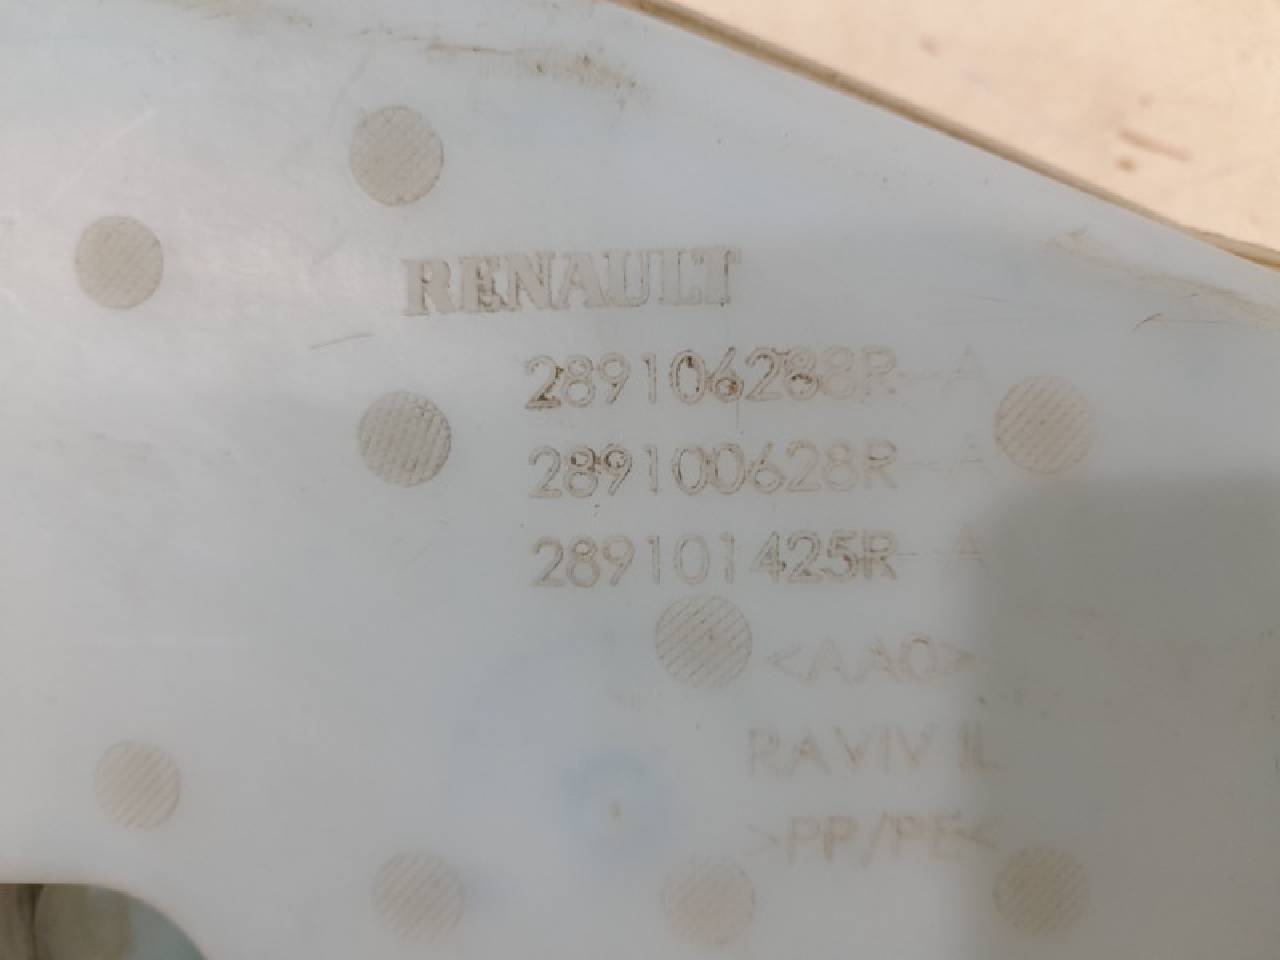 RENAULT
289106288R--A
289100628R--A
289101425R--A
<AAO>
RAVIV IL
>PP/PE<